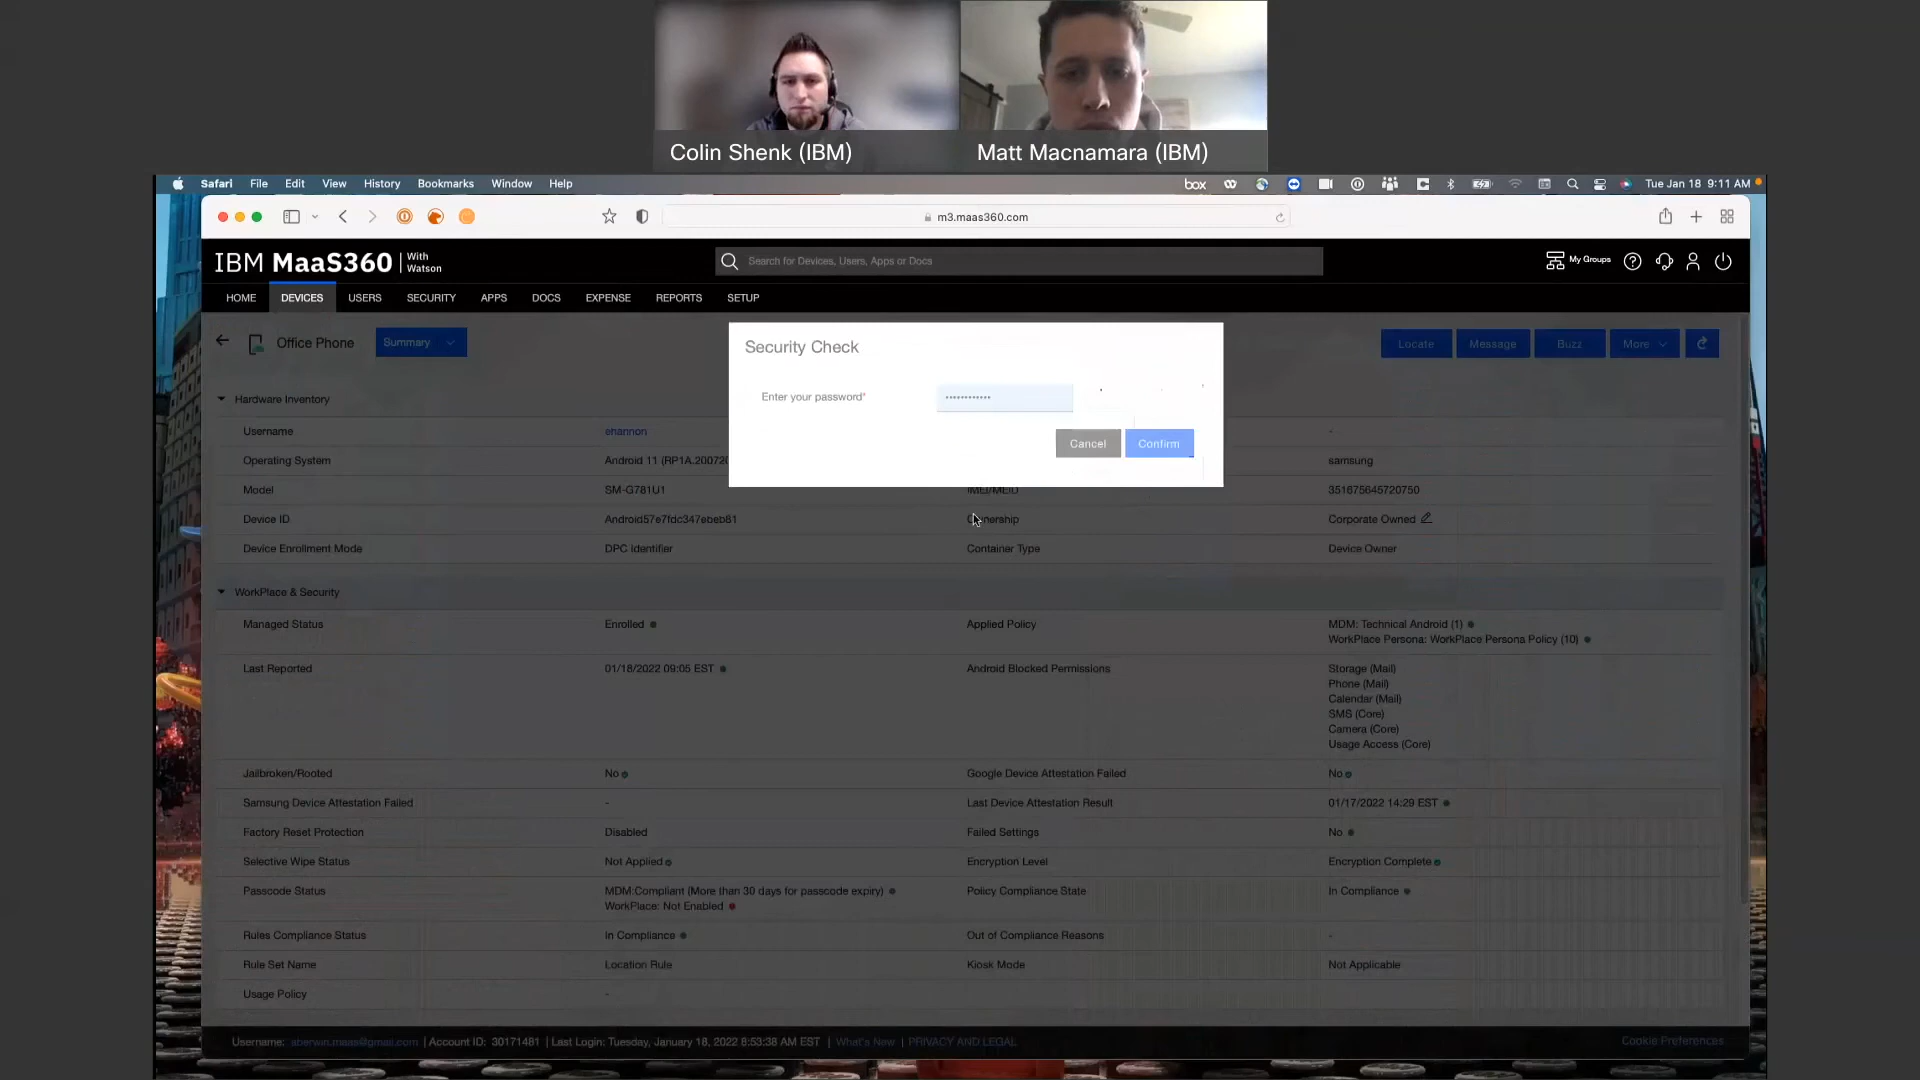 Colin Shenk (IBM)
Matt Macnamara (IBM)
Safari File Edit View History Bookmarks Window Help
box
Tue Jan 18 9:11 AM
m3.maas360.com
IBM MaaS360 With Watson
Search for Devices, Users, Apps or Docs
My Groups
HOME DEVICES USERS SECURITY APPS DOCS EXPENSE REPORTS SETUP
Office Phone
Summary
Locate Message Buzz More
Security Check
Enter your password*
Cancel Confirm
Hardware Inventory
Username
-
Operating System Android 11 (RP1A.20072 samsung
Model SM-G781U1 IMEI/MEID 351875645720750
Device ID Android57e7fdc347ebeb81 Ownership Corporate Owned
Device Enrollment Mode DPC Identifier Container Type Device Owner
WorkPlace & Security
Managed Status Enrolled Applied Policy MDM: Technical Android (1)
WorkPlace Persona: WorkPlace Persona Policy (10)
Last Reported 01/18/2022 09:05 EST Android Blocked Permissions Storage (Mail)
Phone (Mail)
Calendar (Mail)
SMS (Core)
Camera (Core)
Usage Access (Core)
Jailbroken/Rooted No Google Device Attestation Failed No
Samsung Device Attestation Failed - Last Device Attestation Result 01/17/2022 14:29 EST
Factory Reset Protection Disabled Failed Settings No
Selective Wipe Status Not Applied Encryption Level Encryption Complete
Passcode Status MDM:Compliant (More than 30 days for passcode expiry) Policy Compliance State In Compliance
WorkPlace: Not Enabled
Rules Compliance Status In Compliance Out of Compliance Reasons -
Rule Set Name Location Rule Kiosk Mode Not Applicable
Usage Policy -
Username: aberwin.maas@gmail.com | Account ID: 30171481 | Last Login: Tuesday, January 18, 2022 8:53:38 AM EST | What's New | PRIVACY AND LEGAL
Cookie Preferences